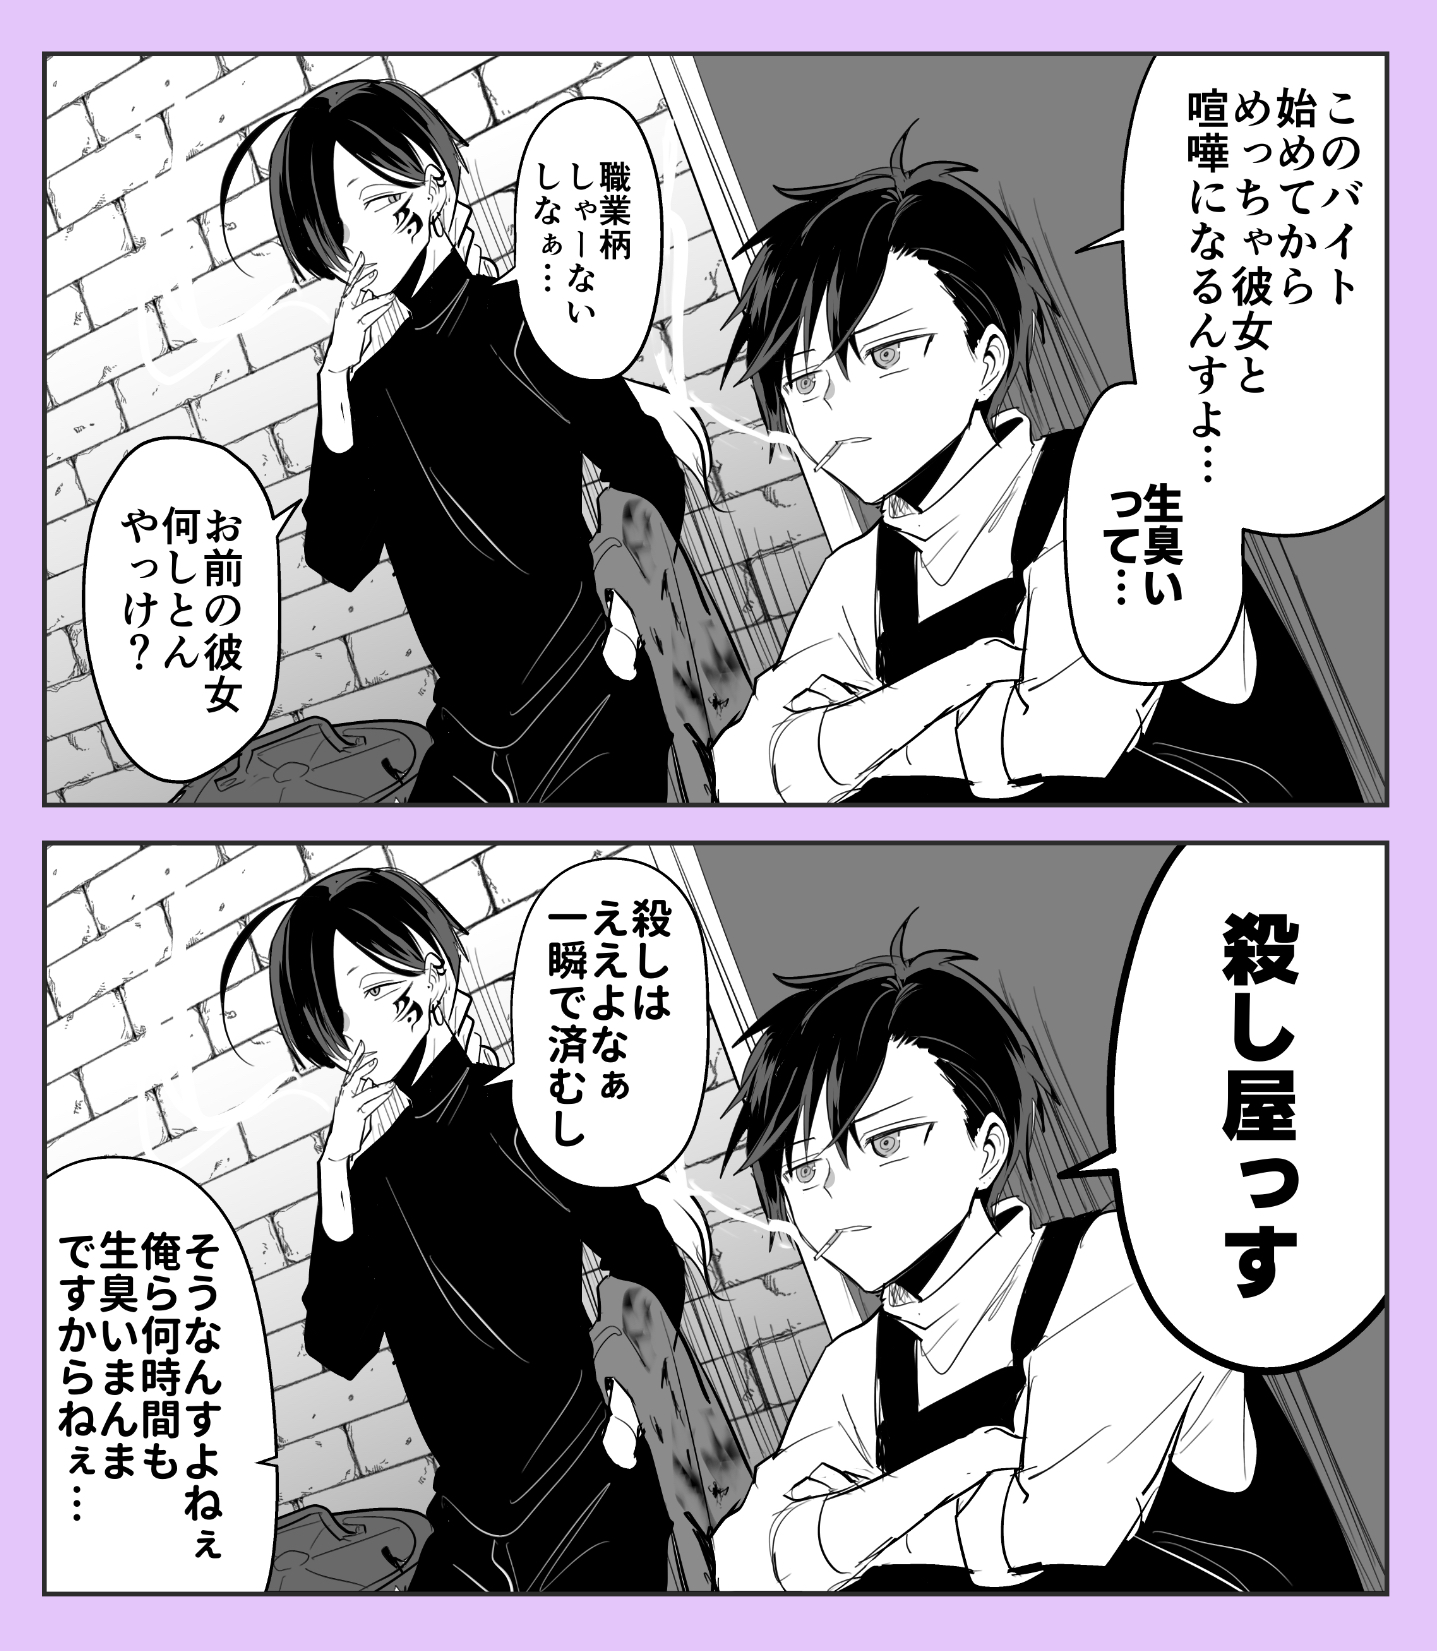 このバイト
始めてから
めっちゃ彼女と
喧嘩になるんすよ…
生臭い
って…
職業柄
しゃーない
しなぁ…
お前の彼女
何しとん
やっけ？
殺し屋っす
殺しは
ええよなぁ
一瞬で済むし
そうなんすよねぇ
俺ら何時間も
生臭いまんま
ですからねぇ…